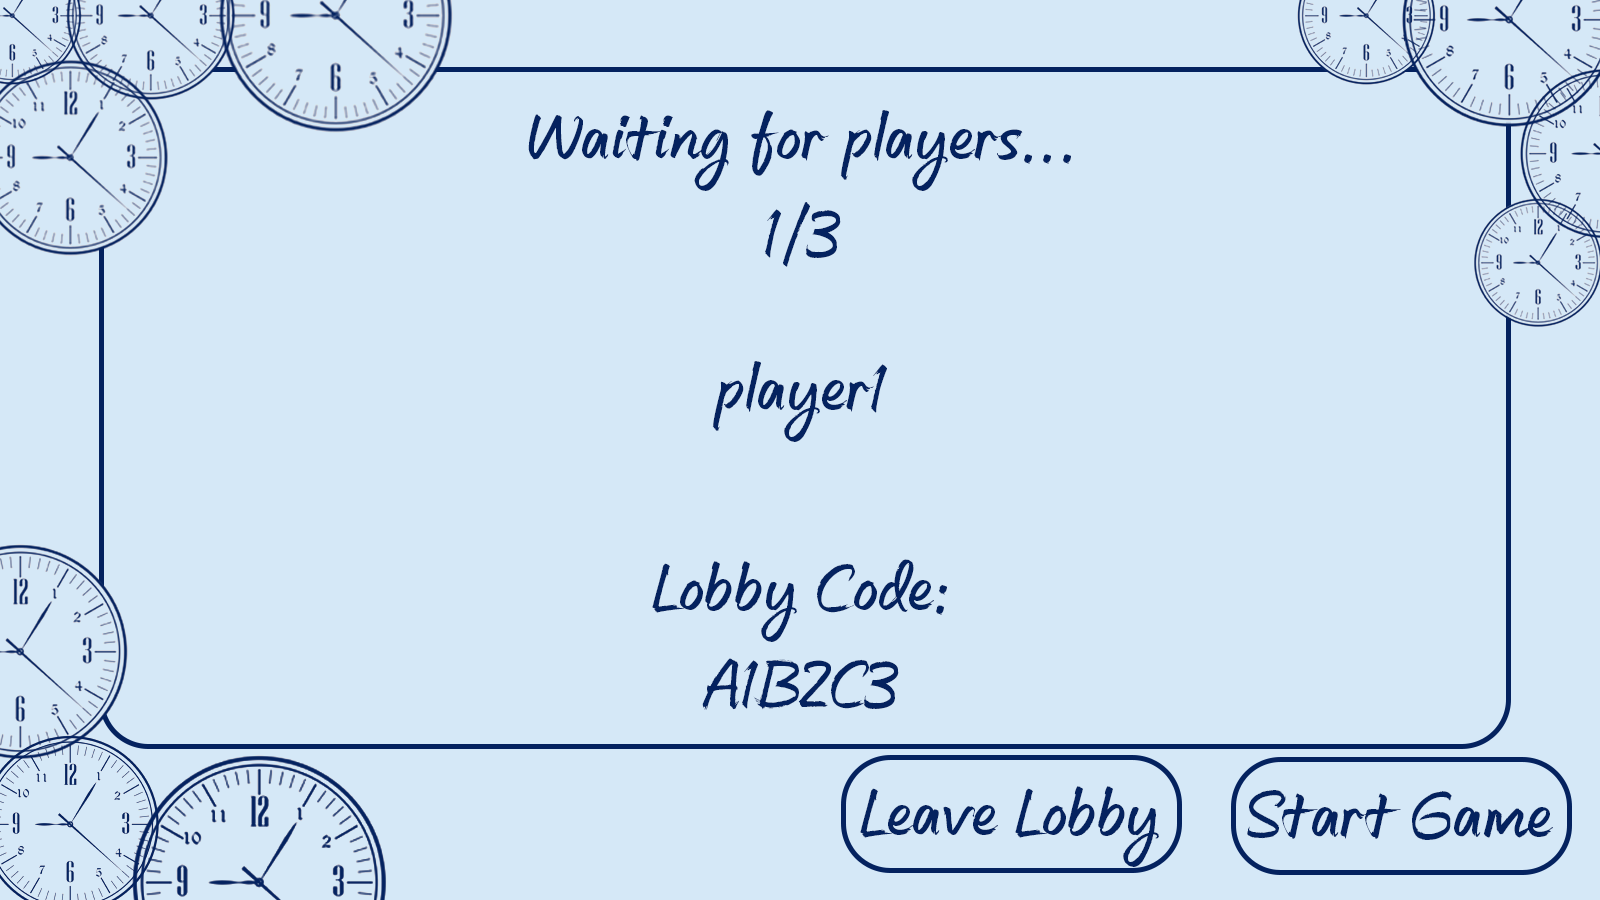 Waiting for players...
1/3
player1
Lobby Code:
A1B2C3
Leave Lobby
Start Game